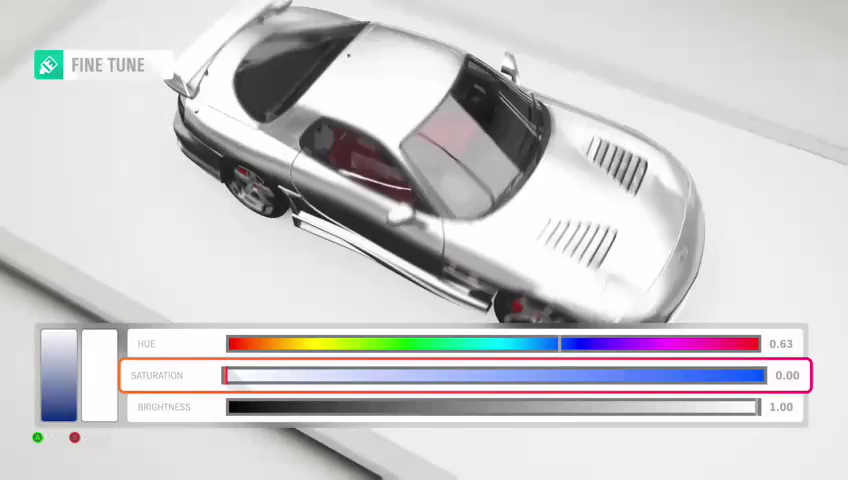 FINE TUNE
HUE 0.63
SATURATION 0.00
BRIGHTNESS 1.00
A
B